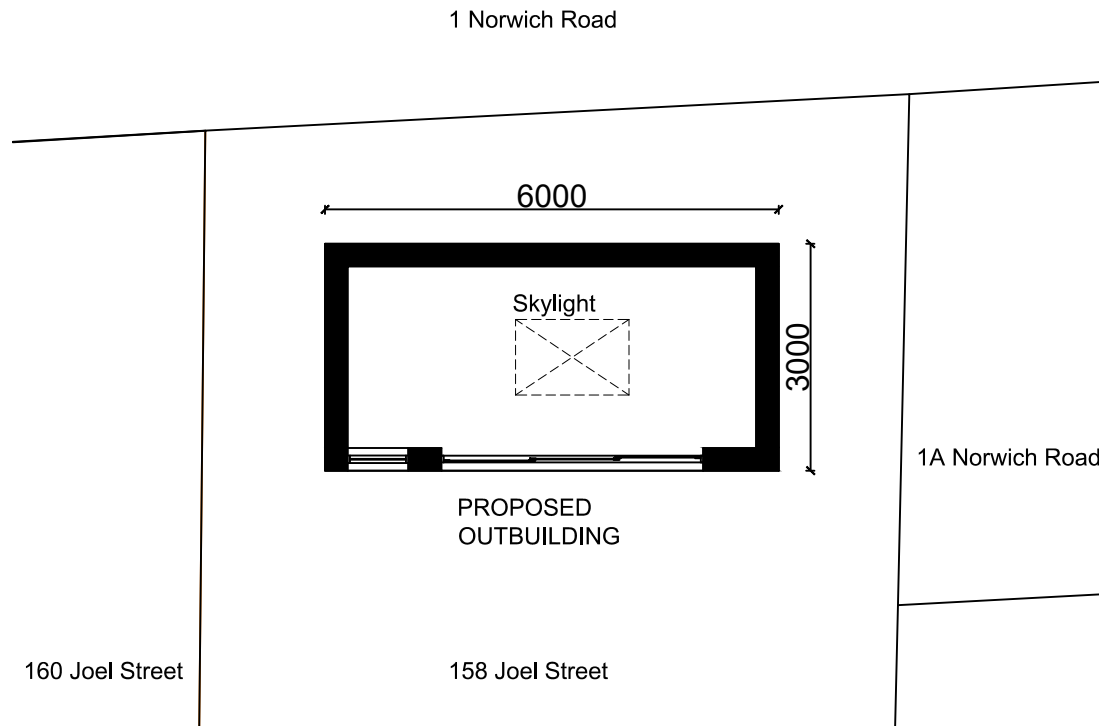 1 Norwich Road
6000
Skylight
3000
1A Norwich Road
PROPOSED
OUTBUILDING
160 Joel Street
158 Joel Street